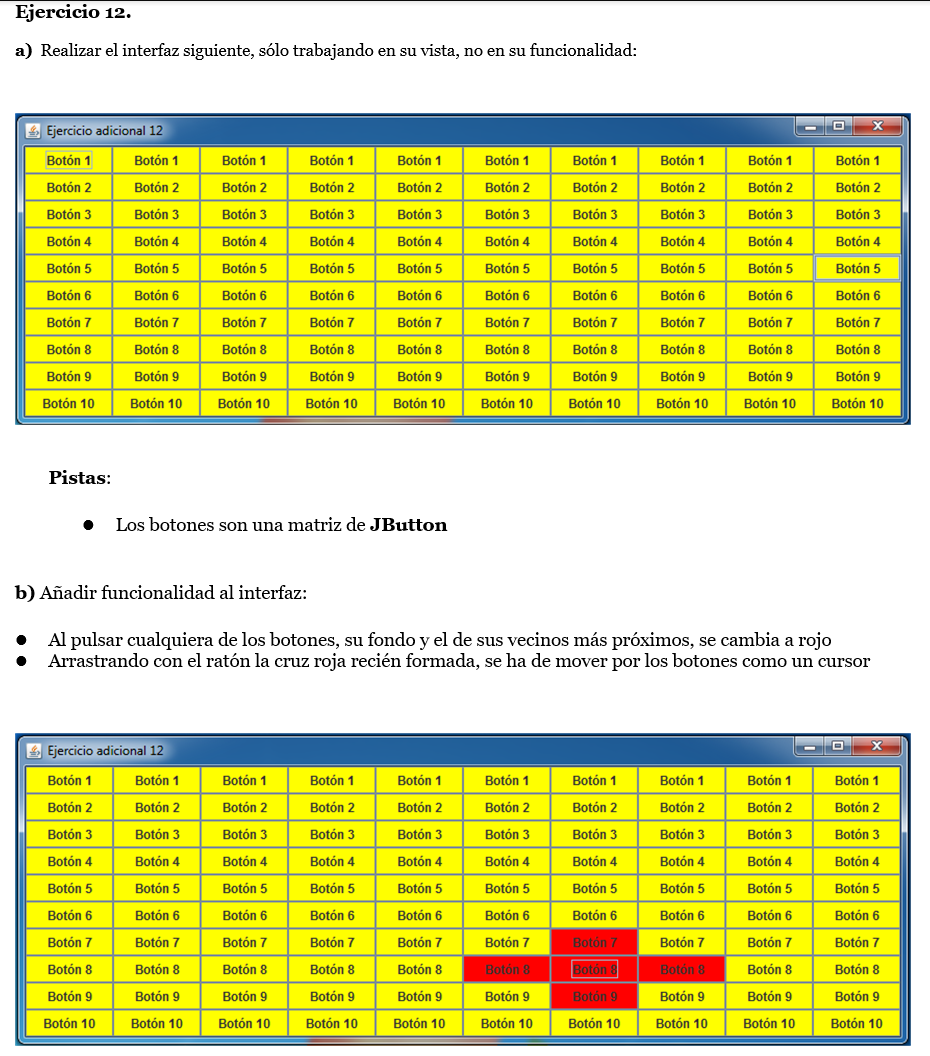 Ejercicio 12.
a) Realizar el interfaz siguiente, sólo trabajando en su vista, no en su funcionalidad:
Ejercicio adicional 12
Botón 1 Botón 1 Botón 1 Botón 1 Botón 1 Botón 1 Botón 1 Botón 1 Botón 1 Botón 1
Botón 2 Botón 2 Botón 2 Botón 2 Botón 2 Botón 2 Botón 2 Botón 2 Botón 2 Botón 2
Botón 3 Botón 3 Botón 3 Botón 3 Botón 3 Botón 3 Botón 3 Botón 3 Botón 3 Botón 3
Botón 4 Botón 4 Botón 4 Botón 4 Botón 4 Botón 4 Botón 4 Botón 4 Botón 4 Botón 4
Botón 5 Botón 5 Botón 5 Botón 5 Botón 5 Botón 5 Botón 5 Botón 5 Botón 5 Botón 5
Botón 6 Botón 6 Botón 6 Botón 6 Botón 6 Botón 6 Botón 6 Botón 6 Botón 6 Botón 6
Botón 7 Botón 7 Botón 7 Botón 7 Botón 7 Botón 7 Botón 7 Botón 7 Botón 7 Botón 7
Botón 8 Botón 8 Botón 8 Botón 8 Botón 8 Botón 8 Botón 8 Botón 8 Botón 8 Botón 8
Botón 9 Botón 9 Botón 9 Botón 9 Botón 9 Botón 9 Botón 9 Botón 9 Botón 9 Botón 9
Botón 10 Botón 10 Botón 10 Botón 10 Botón 10 Botón 10 Botón 10 Botón 10 Botón 10 Botón 10
Pistas:
● Los botones son una matriz de JButton
b) Añadir funcionalidad al interfaz:
● Al pulsar cualquiera de los botones, su fondo y el de sus vecinos más próximos, se cambia a rojo
● Arrastrando con el ratón la cruz roja recién formada, se ha de mover por los botones como un cursor
Ejercicio adicional 12
Botón 1 Botón 1 Botón 1 Botón 1 Botón 1 Botón 1 Botón 1 Botón 1 Botón 1 Botón 1
Botón 2 Botón 2 Botón 2 Botón 2 Botón 2 Botón 2 Botón 2 Botón 2 Botón 2 Botón 2
Botón 3 Botón 3 Botón 3 Botón 3 Botón 3 Botón 3 Botón 3 Botón 3 Botón 3 Botón 3
Botón 4 Botón 4 Botón 4 Botón 4 Botón 4 Botón 4 Botón 4 Botón 4 Botón 4 Botón 4
Botón 5 Botón 5 Botón 5 Botón 5 Botón 5 Botón 5 Botón 5 Botón 5 Botón 5 Botón 5
Botón 6 Botón 6 Botón 6 Botón 6 Botón 6 Botón 6 Botón 6 Botón 6 Botón 6 Botón 6
Botón 7 Botón 7 Botón 7 Botón 7 Botón 7 Botón 7 Botón 7 Botón 7 Botón 7 Botón 7
Botón 8 Botón 8 Botón 8 Botón 8 Botón 8 Botón 8 Botón 8 Botón 8 Botón 8 Botón 8
Botón 9 Botón 9 Botón 9 Botón 9 Botón 9 Botón 9 Botón 9 Botón 9 Botón 9 Botón 9
Botón 10 Botón 10 Botón 10 Botón 10 Botón 10 Botón 10 Botón 10 Botón 10 Botón 10 Botón 10